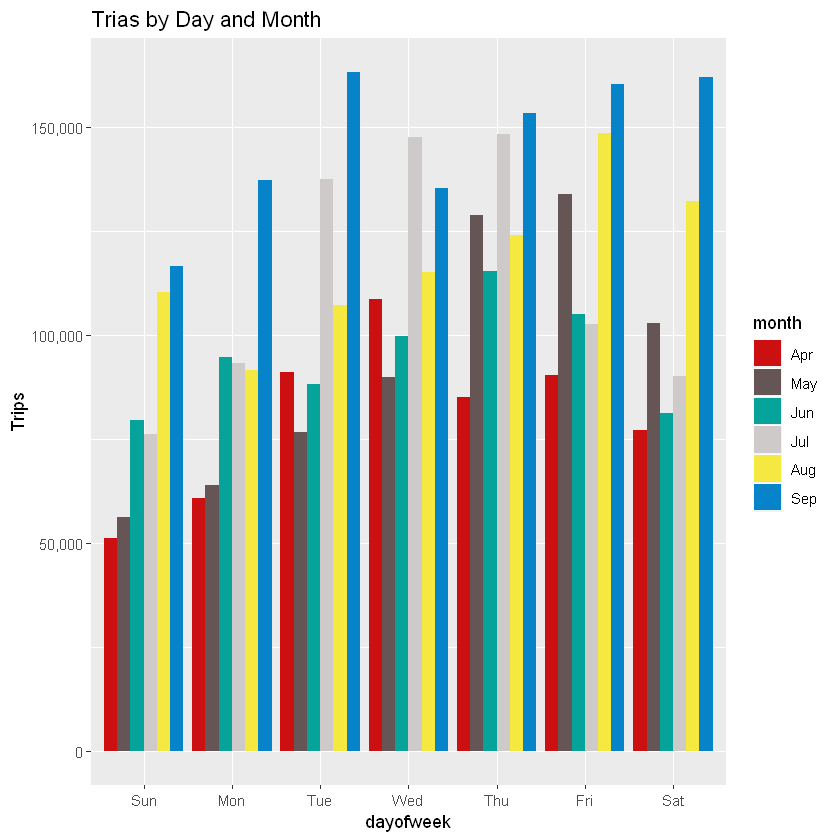 Trias by Day and Month
Trips
150,000
100,000
50,000
0
Sun Mon Tue Wed Thu Fri Sat
dayofweek
month
Apr
May
Jun
Jul
Aug
Sep